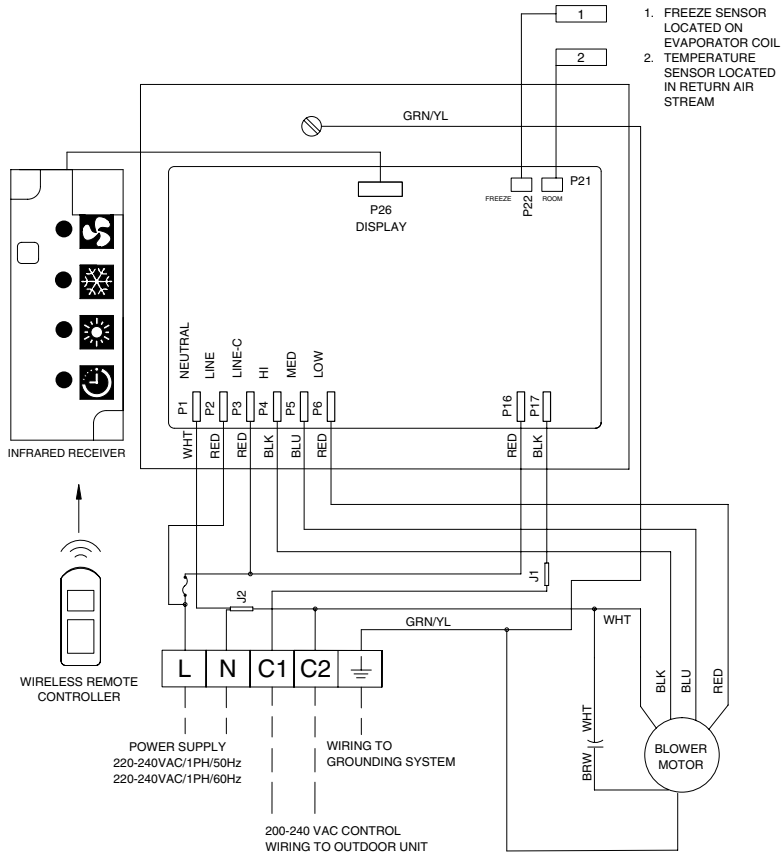 1
2
1. FREEZE SENSOR
LOCATED ON
EVAPORATOR COIL
2. TEMPERATURE
SENSOR LOCATED
IN RETURN AIR
STREAM
GRN/YL
P26
DISPLAY
FREEZE
P22
ROOM
P21
INFRARED RECEIVER
NEUTRAL
LINE
LINE-C
HI
MED
LOW
P1
P2
P3
P4
P5
P6
P16
P17
WHT
RED
RED
BLK
BLU
RED
RED
BLK
J1
J2
GRN/YL
WHT
L N C1 C2
WIRELESS REMOTE
CONTROLLER
POWER SUPPLY
220-240VAC/1PH/50Hz
220-240VAC/1PH/60Hz
WIRING TO
GROUNDING SYSTEM
200-240 VAC CONTROL
WIRING TO OUTDOOR UNIT
WHT
BRW
BLK
BLU
RED
BLOWER
MOTOR